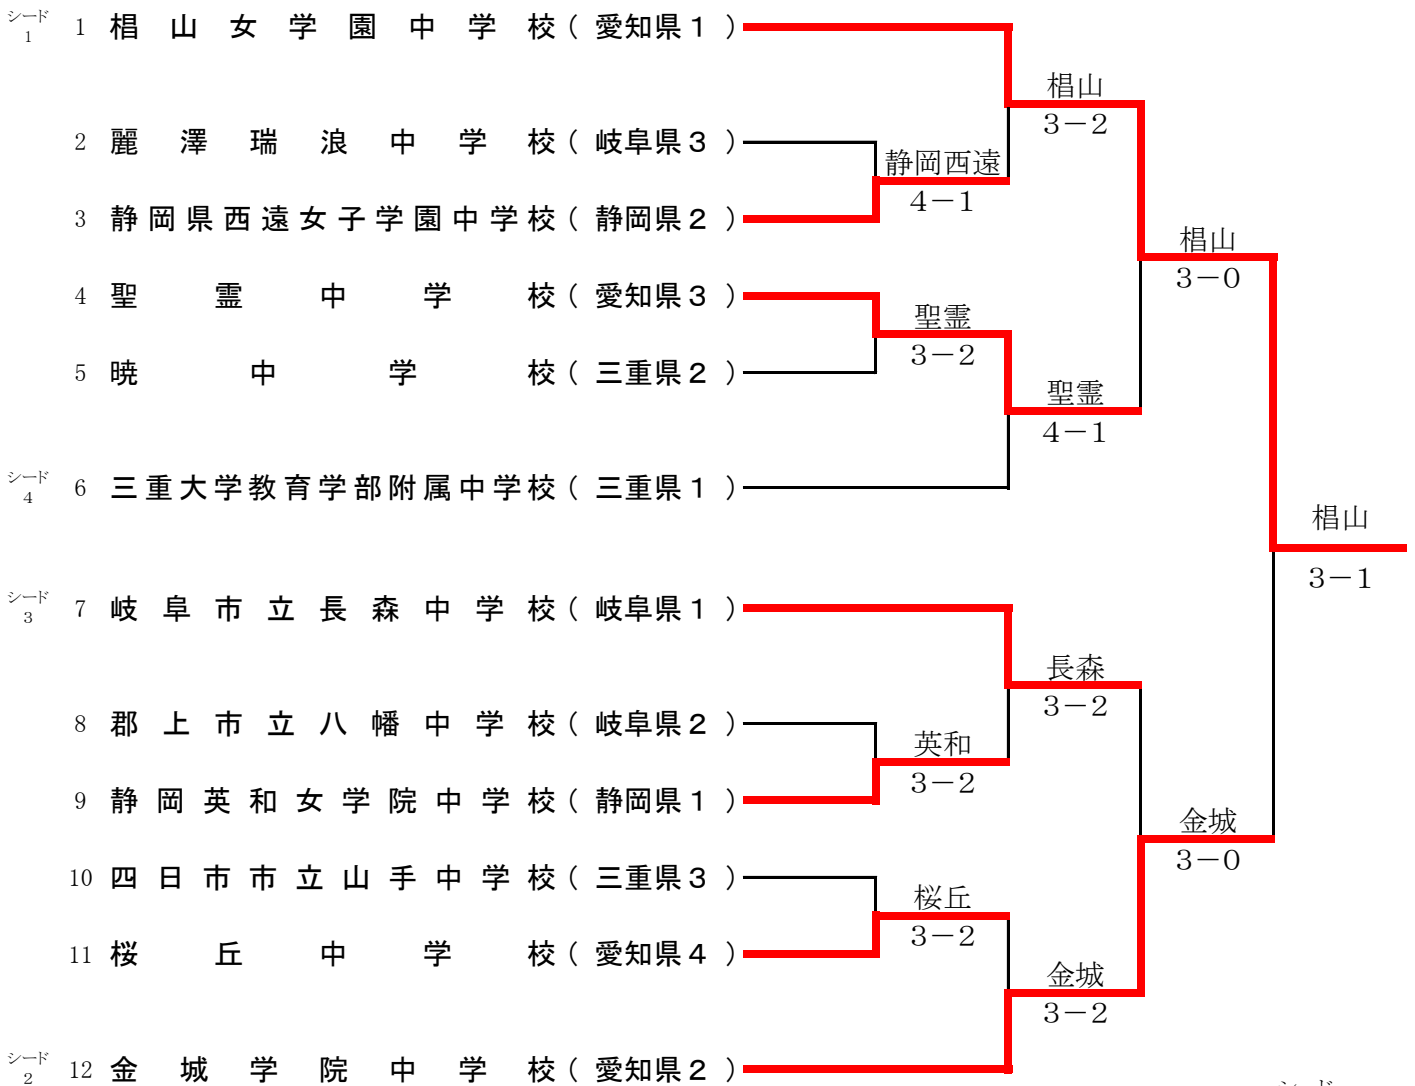 シード
1
1 椙山女学園中学校(愛知県1)
椙山
3-2
2 麗澤瑞浪中学校(岐阜県3)
静岡西遠
4-1
3 静岡県西遠女子学園中学校(静岡県2)
椙山
3-0
4 聖霊中学校(愛知県3)
聖霊
3-2
5 暁中学校(三重県2)
聖霊
4-1
シード
4
6 三重大学教育学部附属中学校(三重県1)
椙山
3-1
シード
3
7 岐阜市立長森中学校(岐阜県1)
長森
3-2
8 郡上市立八幡中学校(岐阜県2)
英和
3-2
9 静岡英和女学院中学校(静岡県1)
金城
3-0
10 四日市市立山手中学校(三重県3)
桜丘
3-2
11 桜丘中学校(愛知県4)
金城
3-2
シード
2
12 金城学院中学校(愛知県2)
シード